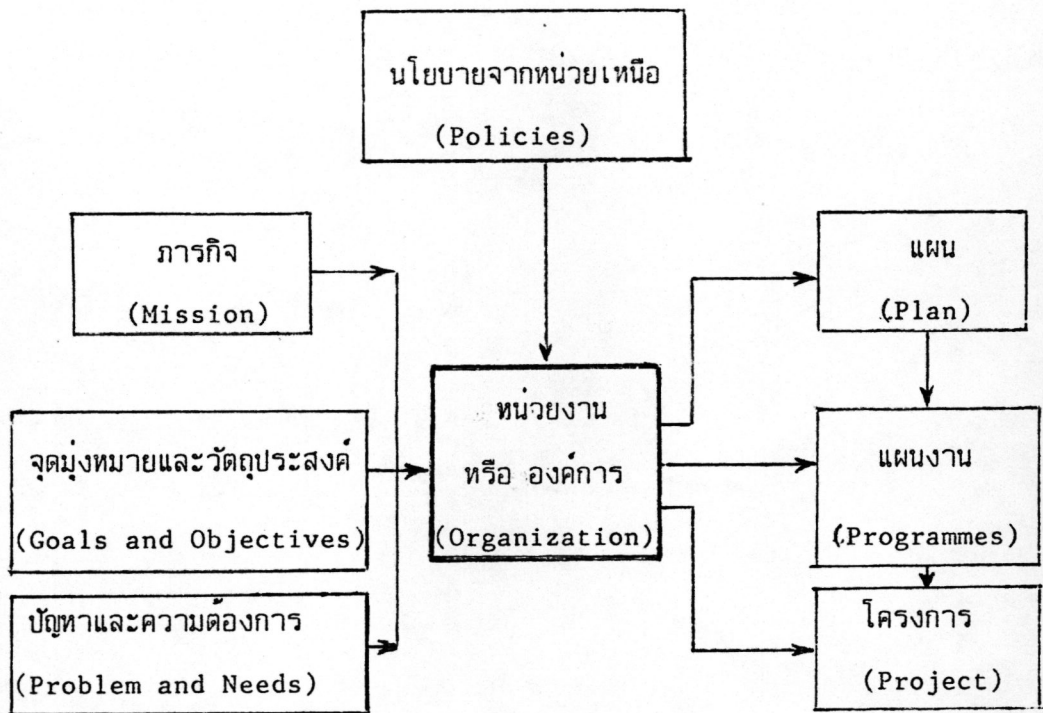 นโยบายจากหน่วยเหนือ
(Policies)
ภารกิจ
(Mission)
แผน
(Plan)
หน่วยงาน
หรือ องค์การ
(Organization)
จุดมุ่งหมายและวัตถุประสงค์
(Goals and Objectives)
แผนงาน
(Programmes)
ปัญหาและความต้องการ
(Problem and Needs)
โครงการ
(Project)